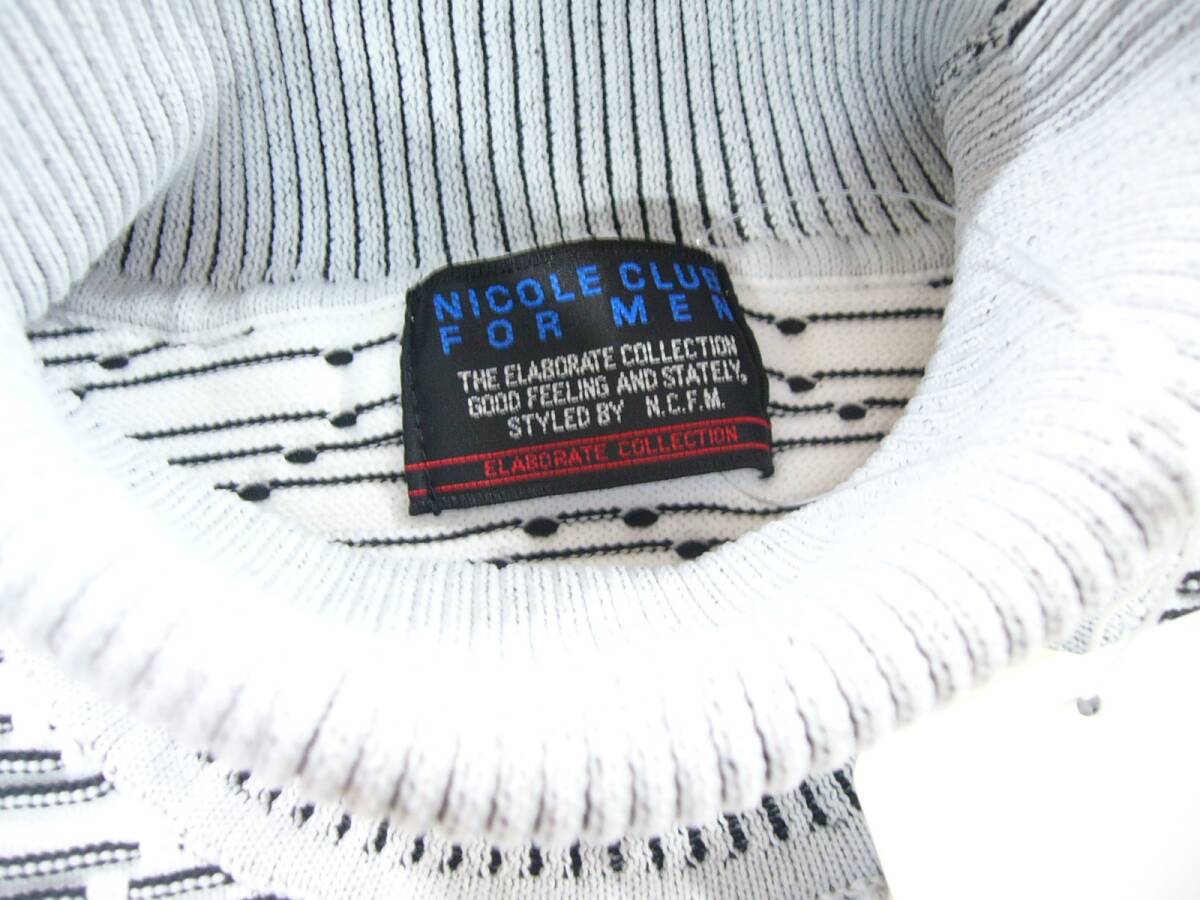 NICOLE CLUB.
FOR MEN
THE ELABORATE COLLECTION
GOOD FEELING AND STATELY,
STYLED BY N.C.F.M.
ELABORATE COLLECTION